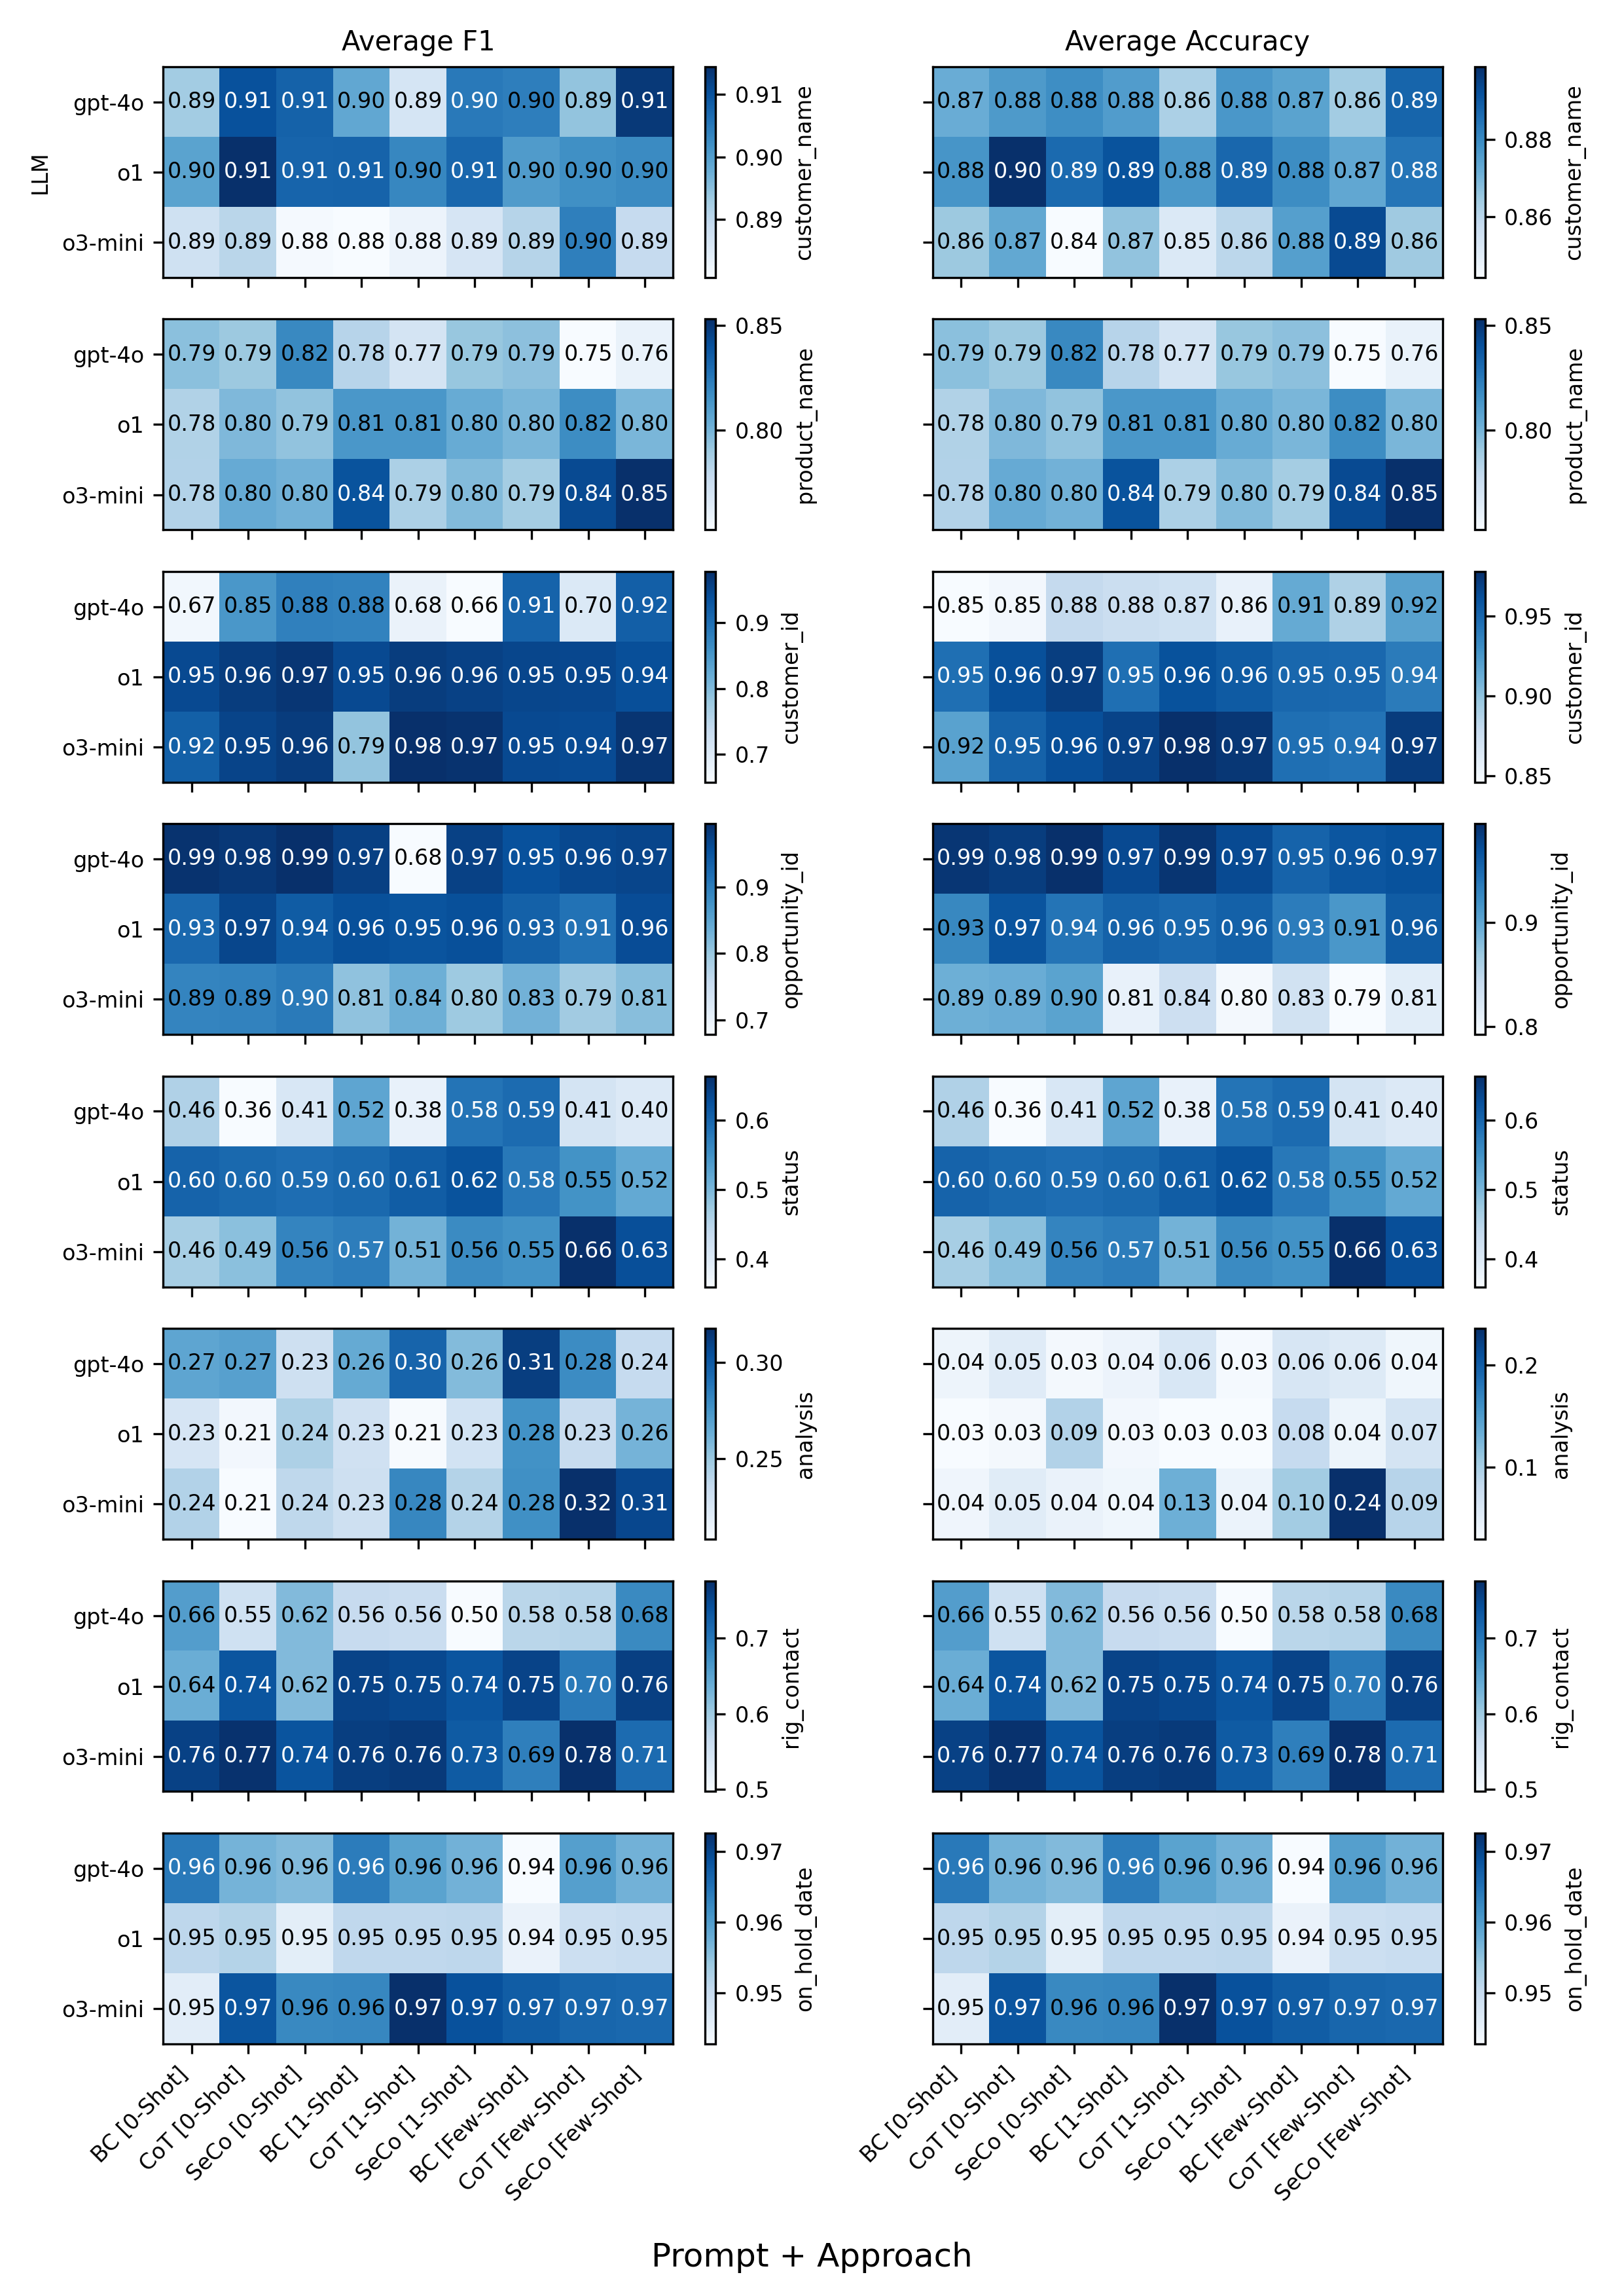 Average F1 Average Accuracy
LLM
gpt-4o 0.89 0.91 0.91 0.90 0.89 0.90 0.90 0.89 0.91 0.91 0.87 0.88 0.88 0.88 0.86 0.88 0.87 0.86 0.89
o1 0.90 0.91 0.91 0.91 0.90 0.91 0.90 0.90 0.90 0.90 customer_name 0.88 0.90 0.89 0.89 0.88 0.89 0.88 0.87 0.88 0.88 customer_name
o3-mini 0.89 0.89 0.88 0.88 0.88 0.89 0.89 0.90 0.89 0.89 0.86 0.87 0.84 0.87 0.85 0.86 0.88 0.89 0.86 0.86
gpt-4o 0.79 0.79 0.82 0.78 0.77 0.79 0.79 0.75 0.76 0.85 0.79 0.79 0.82 0.78 0.77 0.79 0.79 0.75 0.76 0.85
o1 0.78 0.80 0.79 0.81 0.81 0.80 0.80 0.82 0.80 0.80 product_name 0.78 0.80 0.79 0.81 0.81 0.80 0.80 0.82 0.80 0.80 product_name
o3-mini 0.78 0.80 0.80 0.84 0.79 0.80 0.79 0.84 0.85 0.78 0.80 0.80 0.84 0.79 0.80 0.79 0.84 0.85
gpt-4o 0.67 0.85 0.88 0.88 0.68 0.66 0.91 0.70 0.92 0.9 0.85 0.85 0.88 0.88 0.87 0.86 0.91 0.89 0.92 0.95
o1 0.95 0.96 0.97 0.95 0.96 0.96 0.95 0.95 0.94 0.8 customer_id 0.95 0.96 0.97 0.95 0.96 0.96 0.95 0.95 0.94 0.90 customer_id
o3-mini 0.92 0.95 0.96 0.79 0.98 0.97 0.95 0.94 0.97 0.7 0.92 0.95 0.96 0.97 0.98 0.97 0.95 0.94 0.97 0.85
gpt-4o 0.99 0.98 0.99 0.97 0.68 0.97 0.95 0.96 0.97 0.9 0.99 0.98 0.99 0.97 0.99 0.97 0.95 0.96 0.97
o1 0.93 0.97 0.94 0.96 0.95 0.96 0.93 0.91 0.96 0.8 opportunity_id 0.93 0.97 0.94 0.96 0.95 0.96 0.93 0.91 0.96 0.9 opportunity_id
o3-mini 0.89 0.89 0.90 0.81 0.84 0.80 0.83 0.79 0.81 0.7 0.89 0.89 0.90 0.81 0.84 0.80 0.83 0.79 0.81 0.8
gpt-4o 0.46 0.36 0.41 0.52 0.38 0.58 0.59 0.41 0.40 0.6 0.46 0.36 0.41 0.52 0.38 0.58 0.59 0.41 0.40 0.6
o1 0.60 0.60 0.59 0.60 0.61 0.62 0.58 0.55 0.52 0.5 status 0.60 0.60 0.59 0.60 0.61 0.62 0.58 0.55 0.52 0.5 status
o3-mini 0.46 0.49 0.56 0.57 0.51 0.56 0.55 0.66 0.63 0.4 0.46 0.49 0.56 0.57 0.51 0.56 0.55 0.66 0.63 0.4
gpt-4o 0.27 0.27 0.23 0.26 0.30 0.26 0.31 0.28 0.24 0.30 0.04 0.05 0.03 0.04 0.06 0.03 0.06 0.06 0.04 0.2
o1 0.23 0.21 0.24 0.23 0.21 0.23 0.28 0.23 0.26 0.25 analysis 0.03 0.03 0.09 0.03 0.03 0.03 0.08 0.04 0.07 analysis
o3-mini 0.24 0.21 0.24 0.23 0.28 0.24 0.28 0.32 0.31 0.04 0.05 0.04 0.04 0.13 0.04 0.10 0.24 0.09 0.1
gpt-4o 0.66 0.55 0.62 0.56 0.56 0.50 0.58 0.58 0.68 0.7 0.66 0.55 0.62 0.56 0.56 0.50 0.58 0.58 0.68 0.7
o1 0.64 0.74 0.62 0.75 0.75 0.74 0.75 0.70 0.76 0.6 rig_contact 0.64 0.74 0.62 0.75 0.75 0.74 0.75 0.70 0.76 0.6 rig_contact
o3-mini 0.76 0.77 0.74 0.76 0.76 0.73 0.69 0.78 0.71 0.5 0.76 0.77 0.74 0.76 0.76 0.73 0.69 0.78 0.71 0.5
gpt-4o 0.96 0.96 0.96 0.96 0.96 0.96 0.94 0.96 0.96 0.97 0.96 0.96 0.96 0.96 0.96 0.96 0.94 0.96 0.96 0.97
o1 0.95 0.95 0.95 0.95 0.95 0.95 0.94 0.95 0.95 0.96 on_hold_date 0.95 0.95 0.95 0.95 0.95 0.95 0.94 0.95 0.95 0.96 on_hold_date
o3-mini 0.95 0.97 0.96 0.96 0.97 0.97 0.97 0.97 0.97 0.95 0.95 0.97 0.96 0.96 0.97 0.97 0.97 0.97 0.97 0.95
BC [0-Shot] CoT [0-Shot] SeCo [0-Shot] BC [1-Shot] CoT [1-Shot] SeCo [1-Shot] BC [Few-Shot] CoT [Few-Shot] SeCo [Few-Shot] BC [0-Shot] CoT [0-Shot] SeCo [0-Shot] BC [1-Shot] CoT [1-Shot] SeCo [1-Shot] BC [Few-Shot] CoT [Few-Shot] SeCo [Few-Shot]
Prompt + Approach